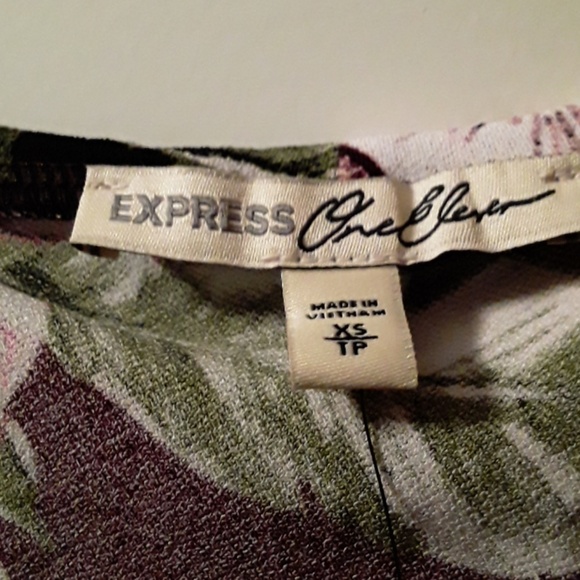 EXPRESS One Eleven
MADE IN
VIETNAM
XS
TP